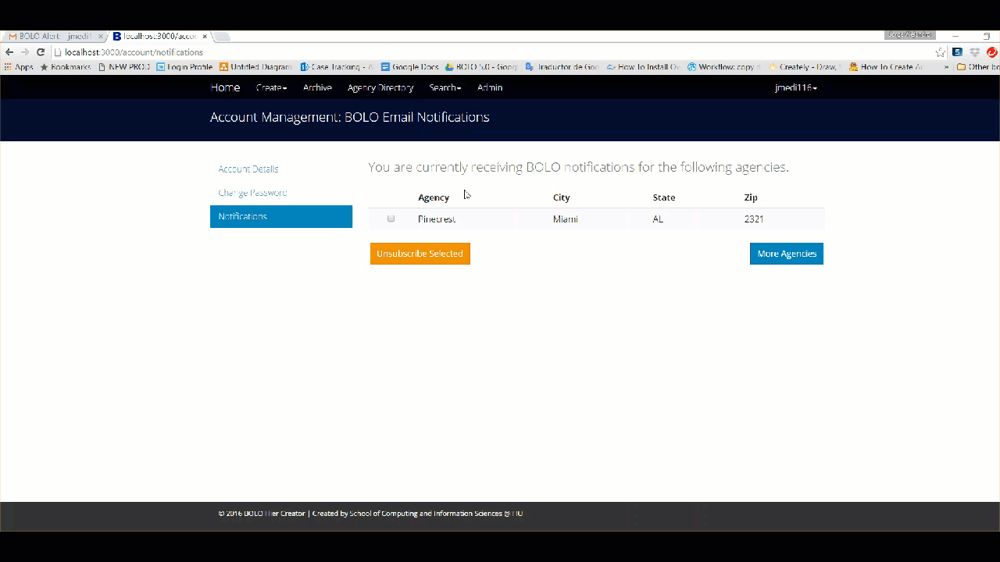 BOLO Alert: jmedi1
localhost:3000/accou
Jorge Alejandro
localhost:3000/account/notifications
Apps Bookmarks NEW PROD Login Profile Untitled Diagram Case Tracking - A Google Docs BOLO 5.0 - Googl Traductor de Goo How To Install Ov Workflow: copy d Creately - Draw, S How To Create An » Other bo
Home Create Archive Agency Directory Search Admin jmedi116
Account Management: BOLO Email Notifications
Account Details
Change Password
Notifications
You are currently receiving BOLO notifications for the following agencies.
Agency City State Zip
Pinecrest Miami AL 2321
Unsubscribe Selected More Agencies
© 2016 BOLO Flier Creator | Created by School of Computing and Information Sciences @ FIU